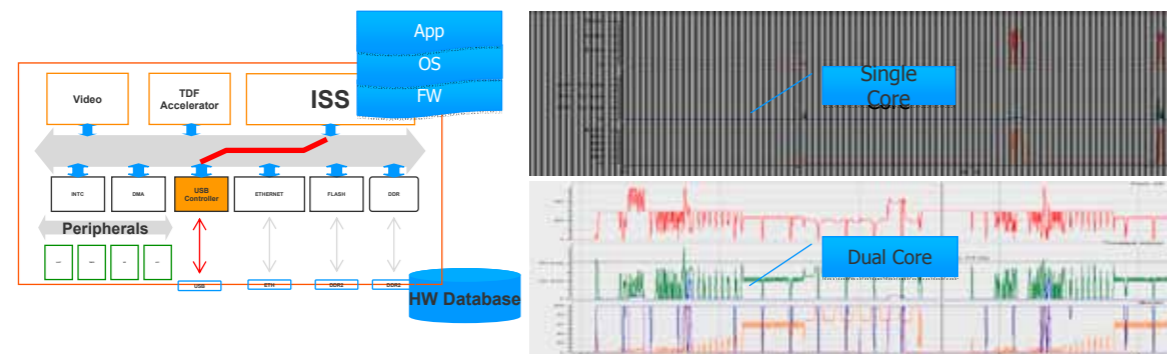 App
OS
FW
Video
TDF
Accelerator
ISS
INTC
DMA
USB
Controller
ETHERNET
FLASH
DDR
Peripherals
USB
ETH
DDR2
DDR2
HW Database
Single
Core
Dual Core